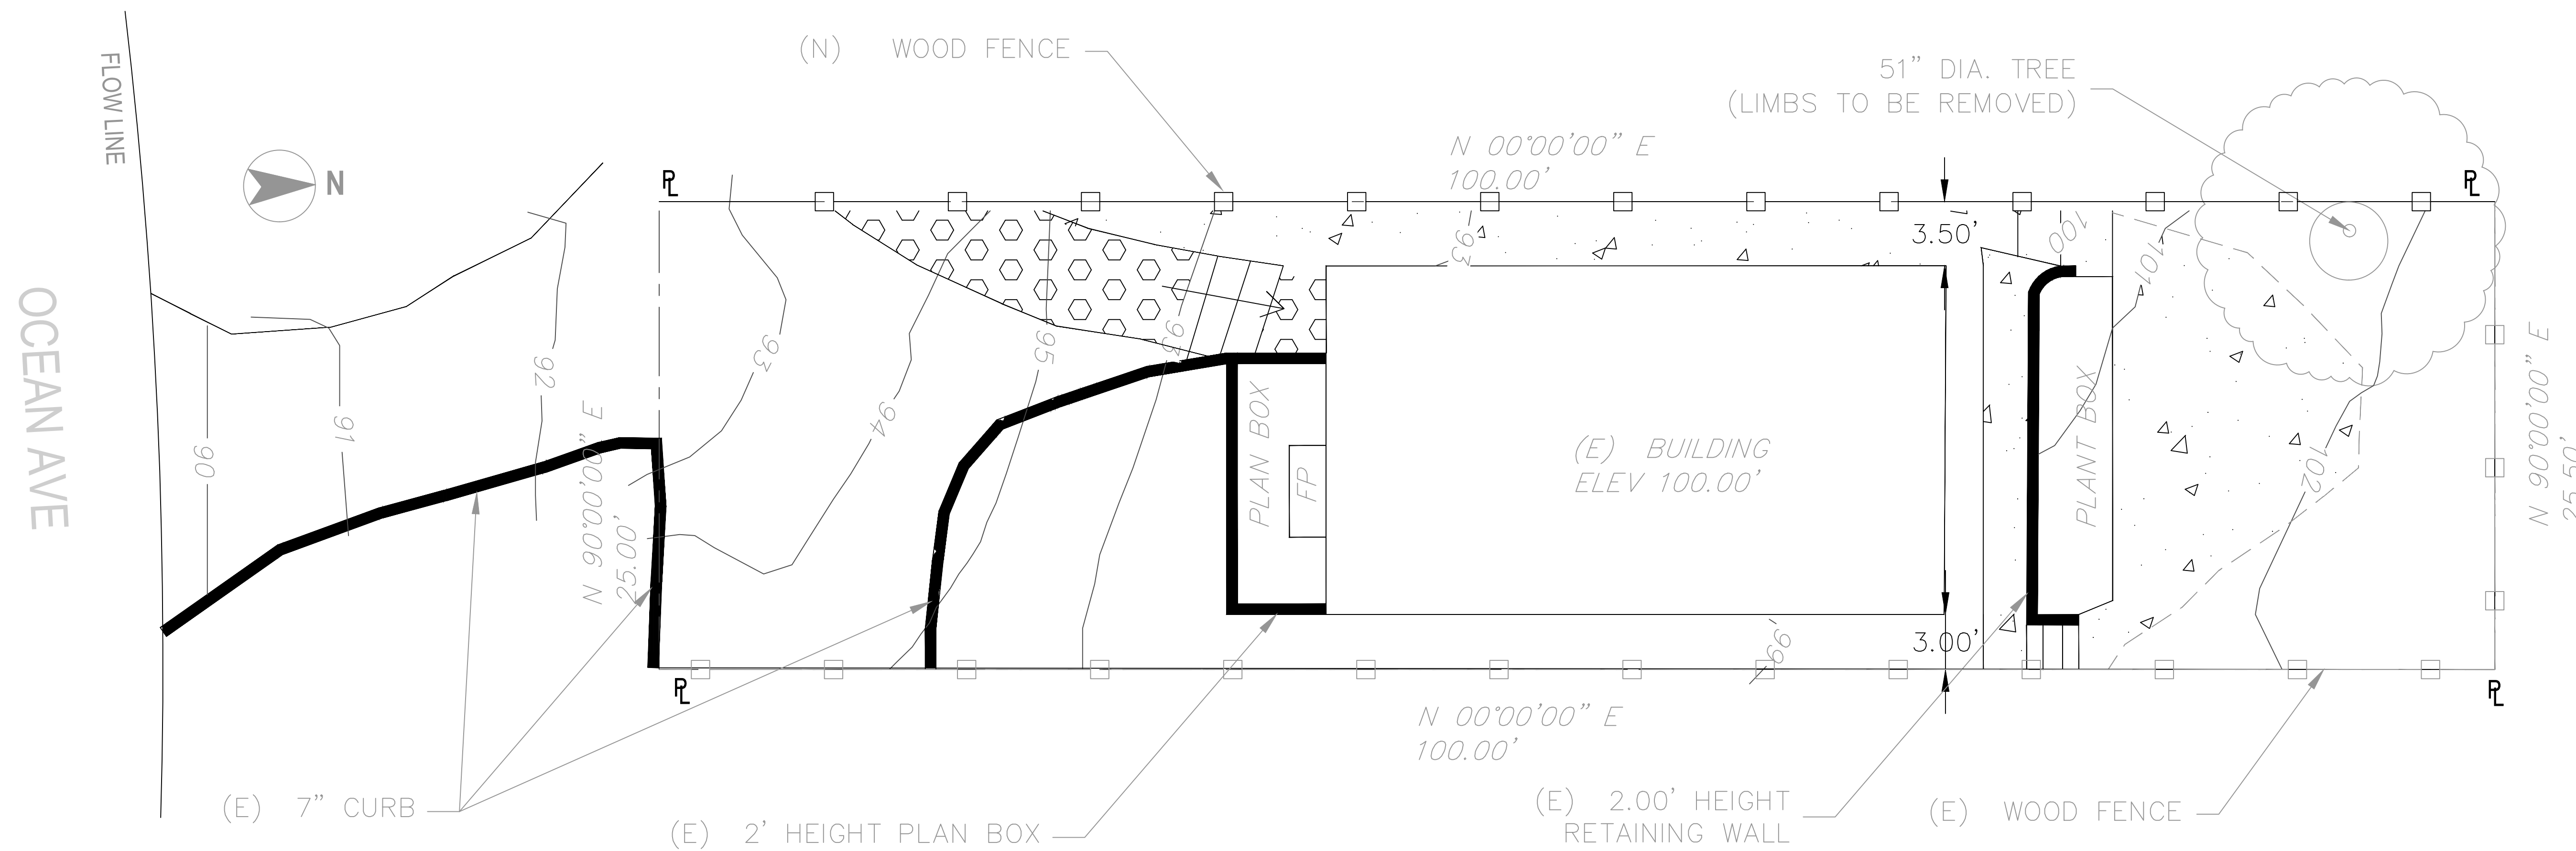 (N) WOOD FENCE
51" DIA. TREE
(LIMBS TO BE REMOVED)
FLOW LINE
N
OCEAN AVE
PL
PL
N 00°00'00" E
100.00'
3.50'
90
91
92
93
94
95
93
93
100
101
102
N 90°00'00" E
25.00'
PLAN BOX
FP
(E) BUILDING
ELEV 100.00'
PLANT BOX
N 90°00'00" E
25.50'
3.00'
99
PL
PL
N 00°00'00" E
100.00'
(E) 7" CURB
(E) 2' HEIGHT PLAN BOX
(E) 2.00' HEIGHT
RETAINING WALL
(E) WOOD FENCE